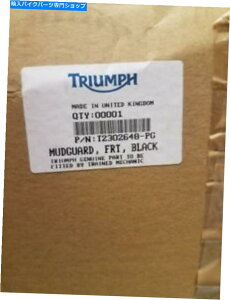 輸入バイクパーツ専門ショップ
TRIUMPH
MADE IN UNITED KINGDOM
QTY:00001
P/N:T2302648-PG
MUDGUARD, FRT, BLACK
TRIUMPH GENUINE PART TO BE
FITTED BY TRAINED MECHANIC